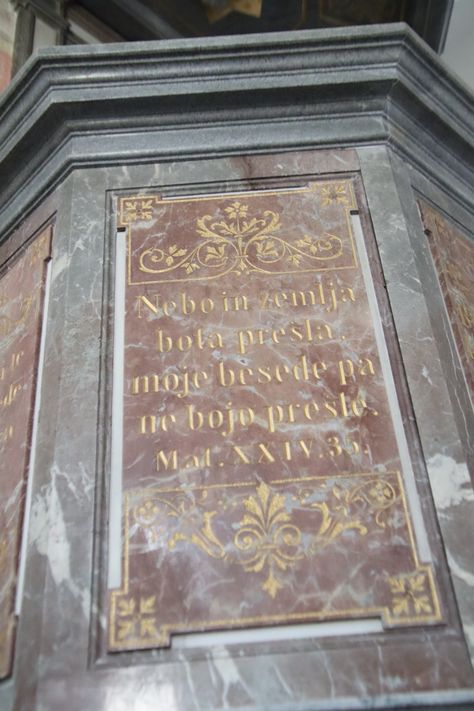 Nebo in zemlja
bota prešla,
moje besede pa
ne bojo prešle.
Mat. XXIV. 35.